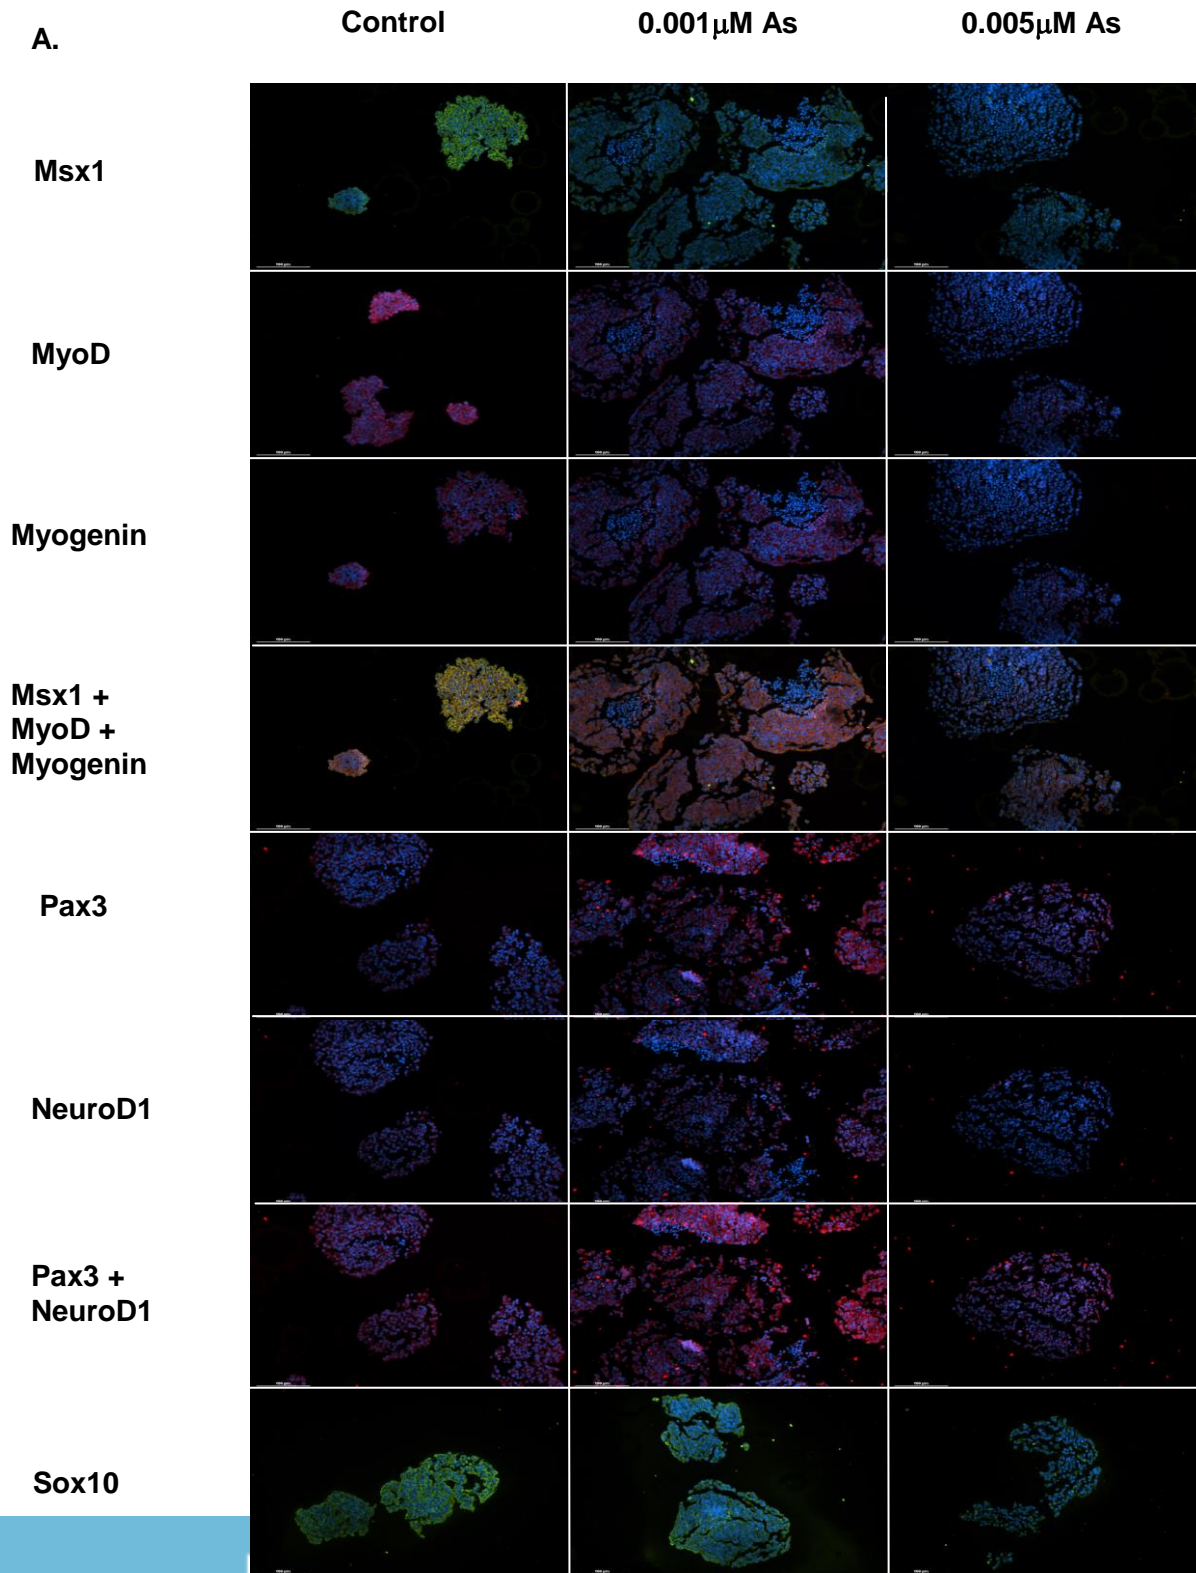 A.
Control
0.001μM As
0.005μM As
Msx1
MyoD
Myogenin
Msx1 +
MyoD +
Myogenin
Pax3
NeuroD1
Pax3 +
NeuroD1
Sox10